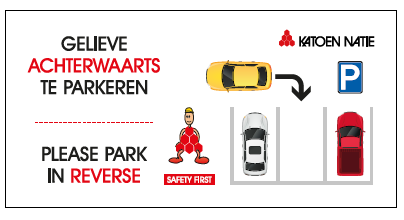 GELIEVE
ACHTERWAARTS
TE PARKEREN
PLEASE PARK
IN REVERSE
SAFETY FIRST
KATOEN NATIE
P